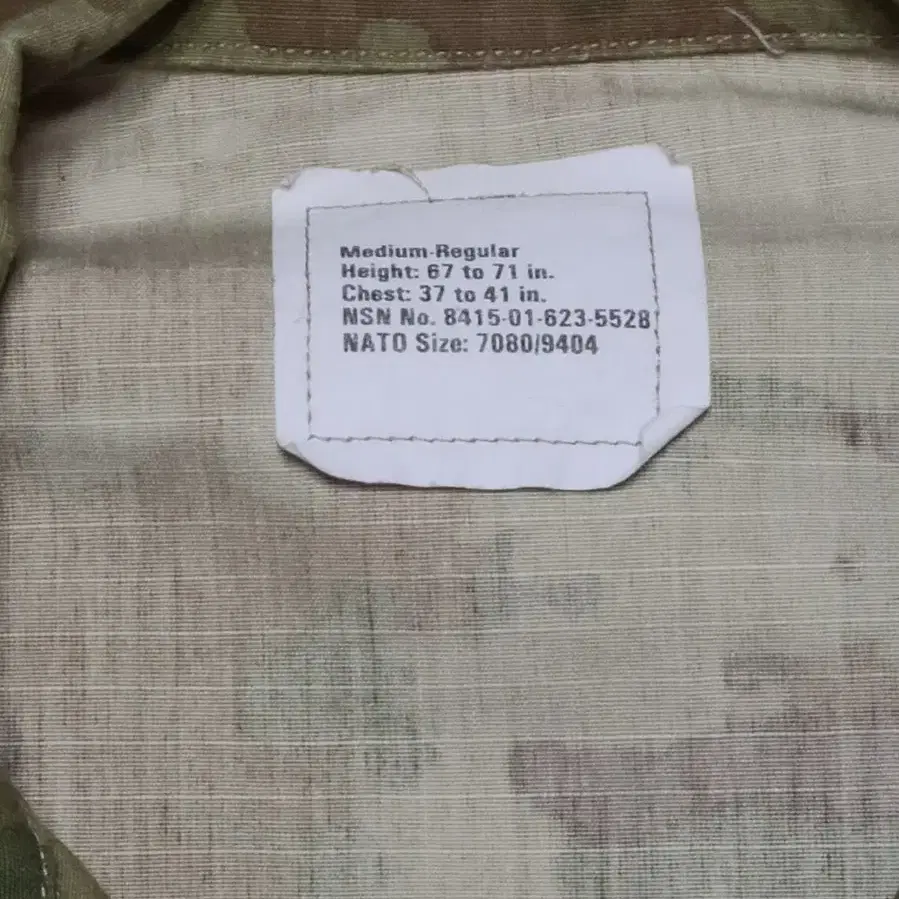 Medium-Regular
Height: 67 to 71 in.
Chest: 37 to 41 in.
NSN No. 8415-01-623-5528
NATO Size: 7080/9404